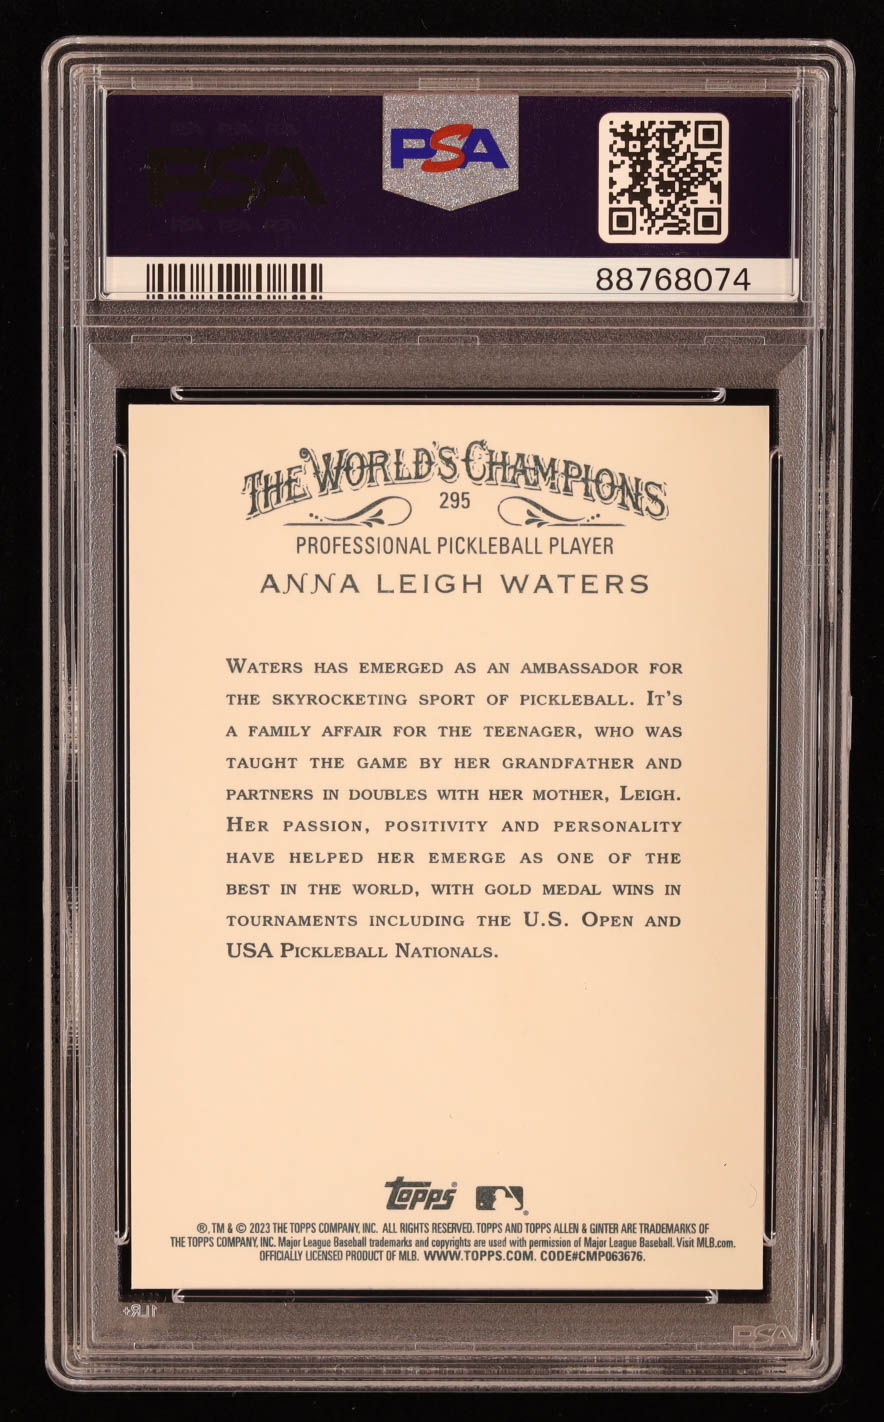 PSA
PSA
88768074
THE WORLD'S CHAMPIONS
295
PROFESSIONAL PICKLEBALL PLAYER
ANNA LEIGH WATERS
WATERS HAS EMERGED AS AN AMBASSADOR FOR
THE SKYROCKETING SPORT OF PICKLEBALL. IT'S
A FAMILY AFFAIR FOR THE TEENAGER, WHO WAS
TAUGHT THE GAME BY HER GRANDFATHER AND
PARTNERS IN DOUBLES WITH HER MOTHER, LEIGH.
HER PASSION, POSITIVITY AND PERSONALITY
HAVE HELPED HER EMERGE AS ONE OF THE
BEST IN THE WORLD, WITH GOLD MEDAL WINS IN
TOURNAMENTS INCLUDING THE U.S. OPEN AND
USA PICKLEBALL NATIONALS.
Topps®
®, TM & © 2023 THE TOPPS COMPANY, INC. ALL RIGHTS RESERVED. TOPPS AND TOPPS ALLEN & GINTER ARE TRADEMARKS OF
THE TOPPS COMPANY, INC. Major League Baseball trademarks and copyrights are used with permission of Major League Baseball. Visit MLB.com.
OFFICIALLY LICENSED PRODUCT OF MLB. WWW.TOPPS.COM. CODE#CMP063676.
1LR+
PSA